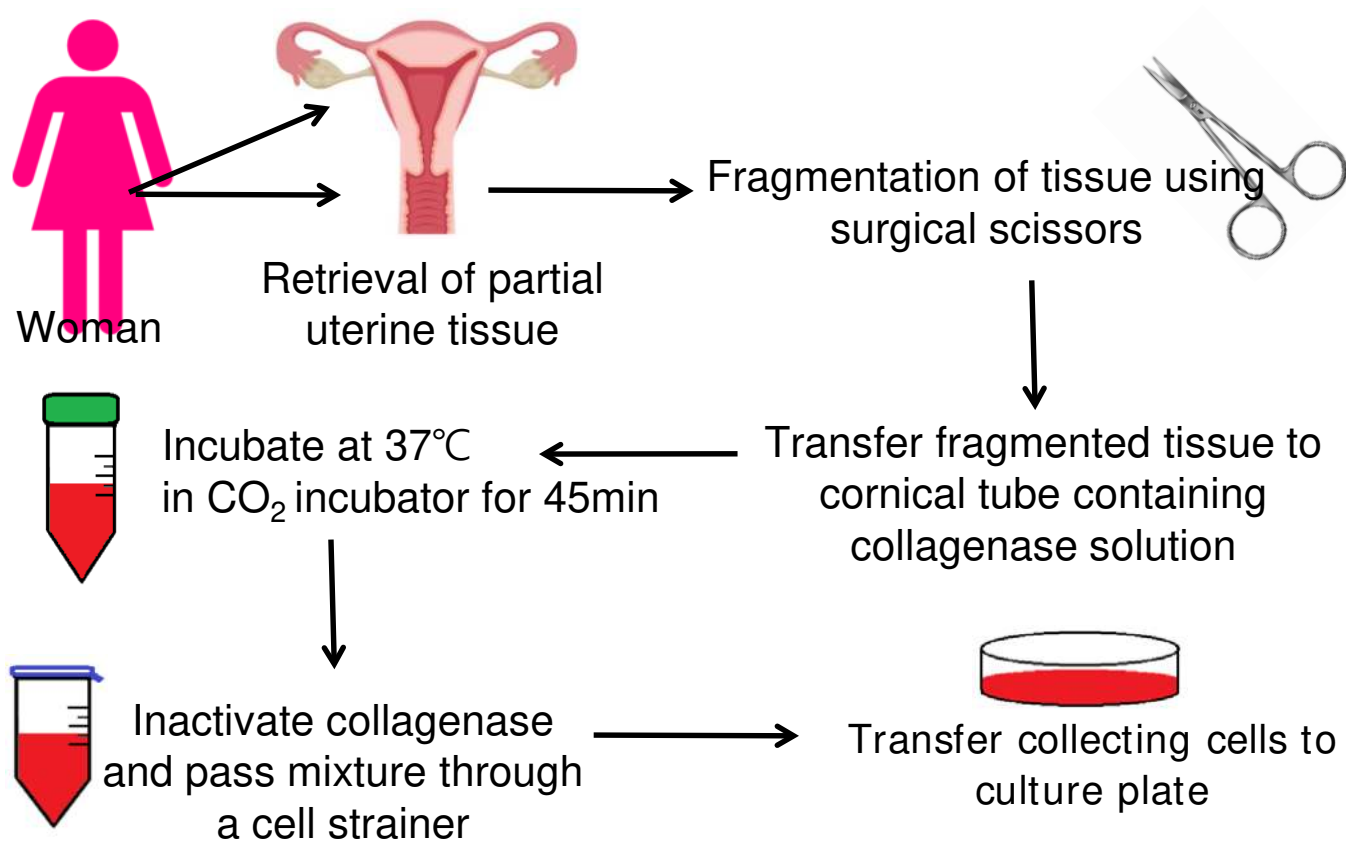 Woman
Retrieval of partial
uterine tissue
Fragmentation of tissue using
surgical scissors
Transfer fragmented tissue to
cornical tube containing
collagenase solution
Incubate at 37℃
in CO₂ incubator for 45min
Inactivate collagenase
and pass mixture through
a cell strainer
Transfer collecting cells to
culture plate